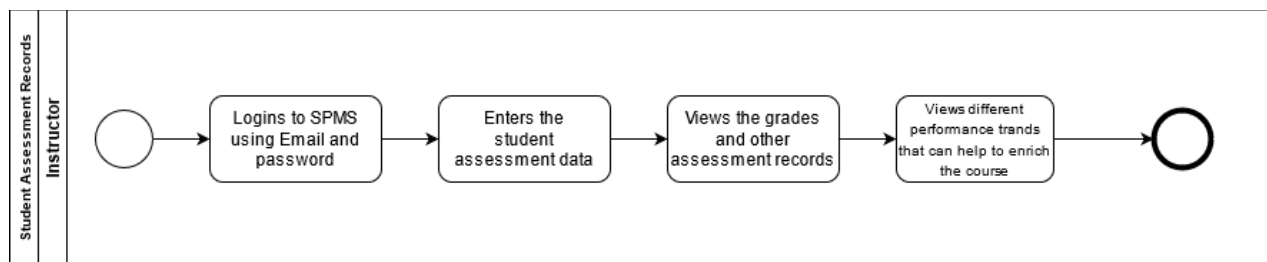 Student Assessment Records
Instructor
Logins to SPMS
using Email and
password
Enters the
student
assessment data
Views the grades
and other
assessment records
Views different
performance trands
that can help to enrich
the course